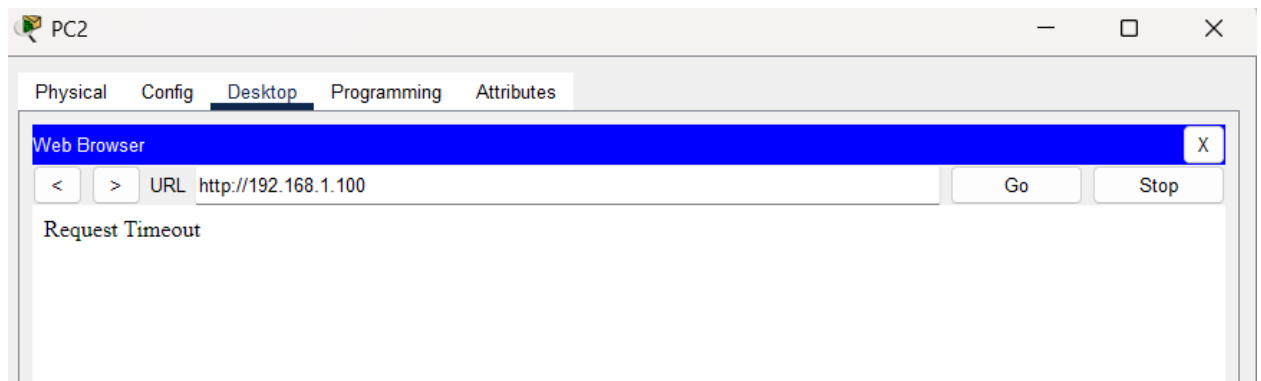 PC2
Physical Config Desktop Programming Attributes
Web Browser X
< > URL http://192.168.1.100 Go Stop
Request Timeout